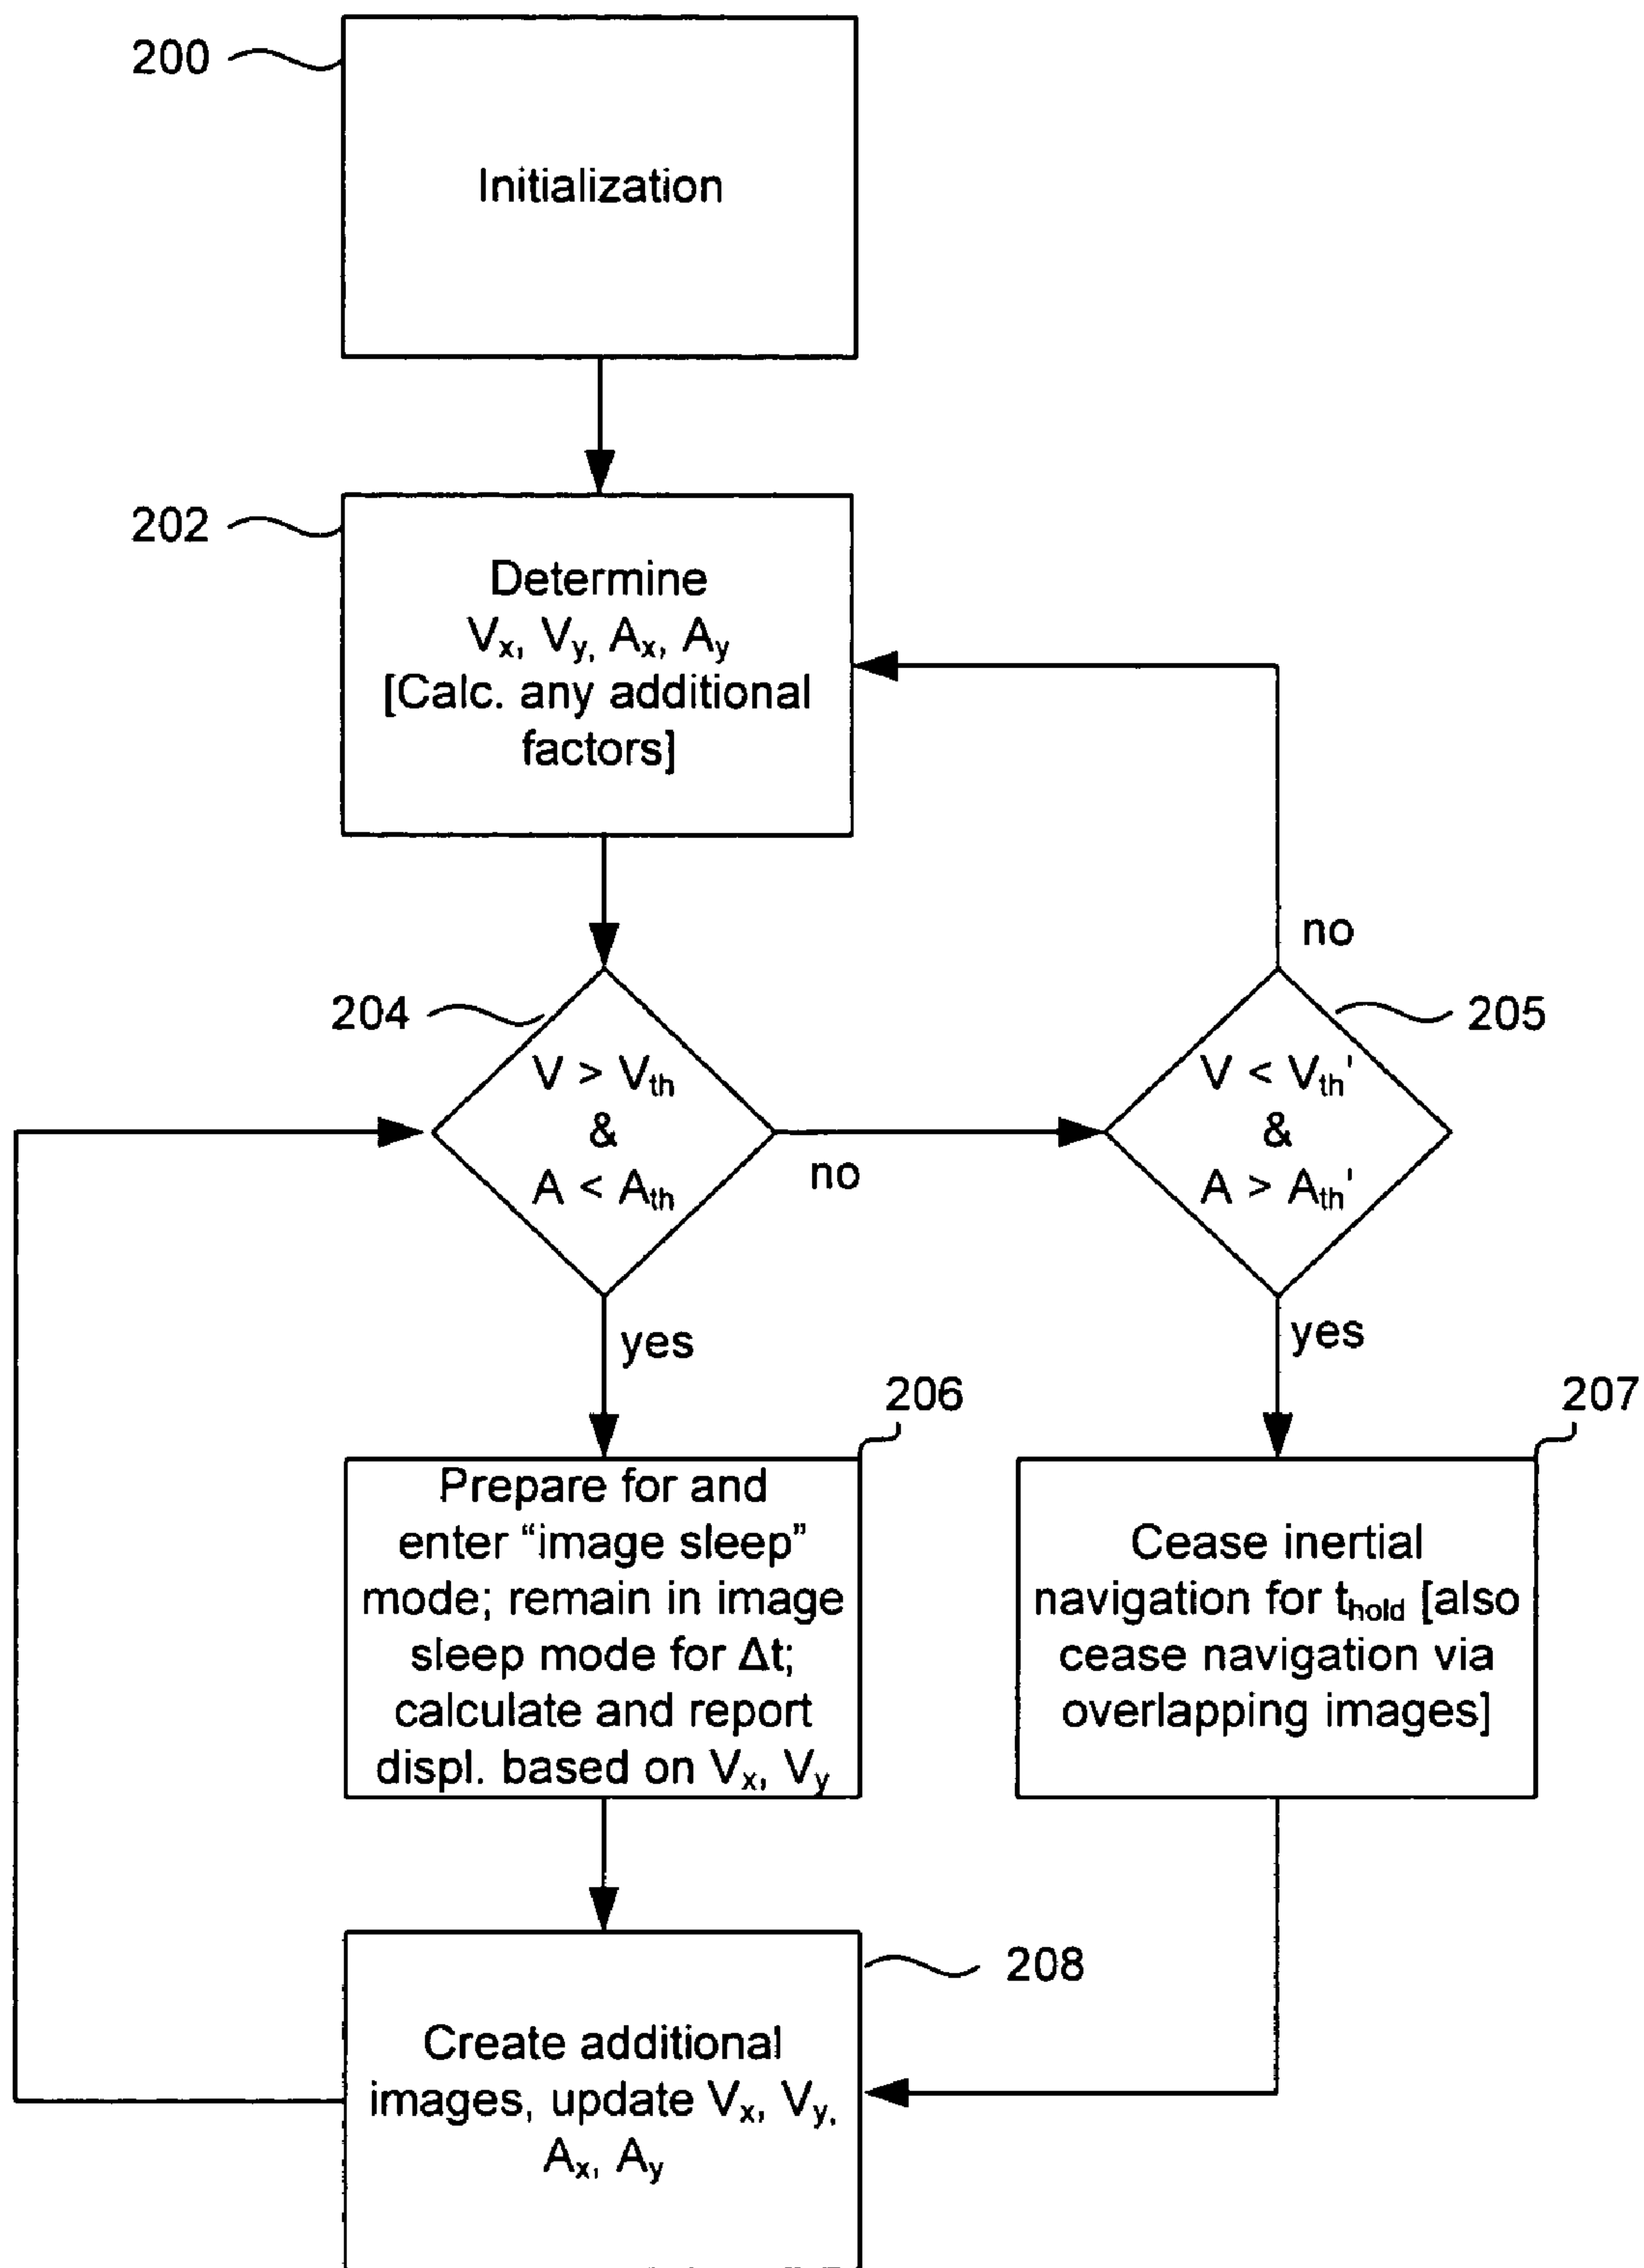 200
Initialization
202
Determine
Vx, Vy, Ax, Ay
[Calc. any additional
factors]
no
204
205
V > Vth
&
A < Ath
V < Vth'
&
A > Ath'
no
yes
yes
206
207
Prepare for and
enter “image sleep”
mode; remain in image
sleep mode for Δt;
calculate and report
displ. based on Vx, Vy
Cease inertial
navigation for thold [also
cease navigation via
overlapping images]
208
Create additional
images, update Vx, Vy,
Ax, Ay